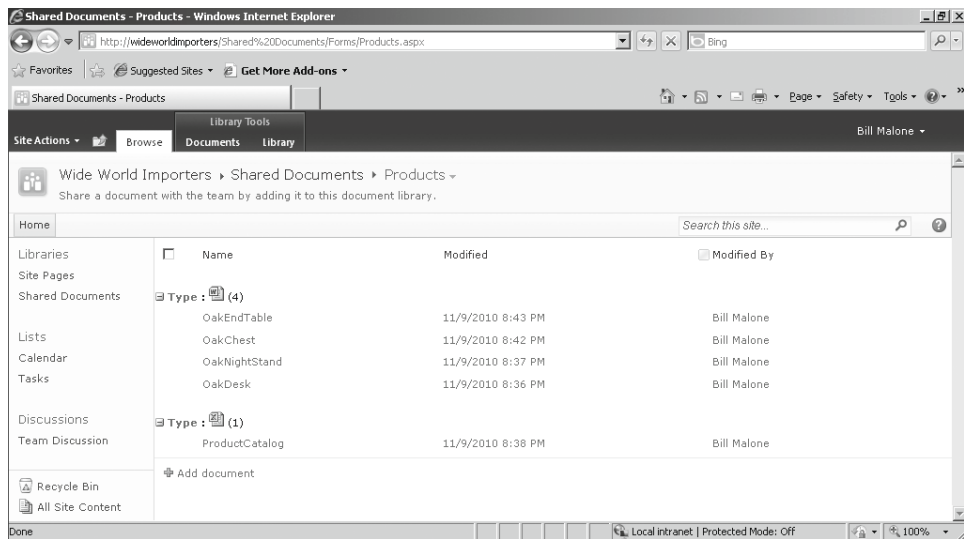 Shared Documents - Products - Windows Internet Explorer
http://wideworldimporters/Shared%20Documents/Forms/Products.aspx
Bing
Favorites Suggested Sites Get More Add-ons
Shared Documents - Products
Page Safety Tools »
Library Tools
Site Actions Browse Documents Library
Bill Malone
Wide World Importers Shared Documents Products
Share a document with the team by adding it to this document library.
Home
Search this site...
Libraries
Site Pages
Shared Documents
Lists
Calendar
Tasks
Discussions
Team Discussion
Recycle Bin
All Site Content
Name Modified Modified By
Type : (4)
OakEndTable 11/9/2010 8:43 PM Bill Malone
OakChest 11/9/2010 8:42 PM Bill Malone
OakNightStand 11/9/2010 8:37 PM Bill Malone
OakDesk 11/9/2010 8:36 PM Bill Malone
Type : (1)
ProductCatalog 11/9/2010 8:38 PM Bill Malone
Add document
Done Local intranet | Protected Mode: Off 100%